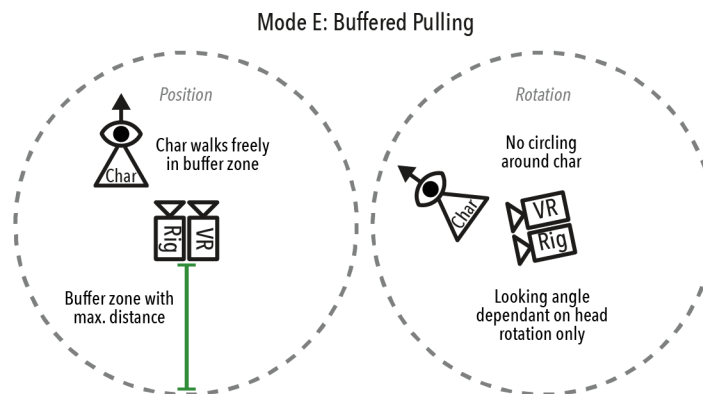 Mode E: Buffered Pulling
Position
Char walks freely
in buffer zone
Char
Rig
VR
Buffer zone with
max. distance
Rotation
No circling
around char
Char
VR
Rig
Looking angle
dependant on head
rotation only